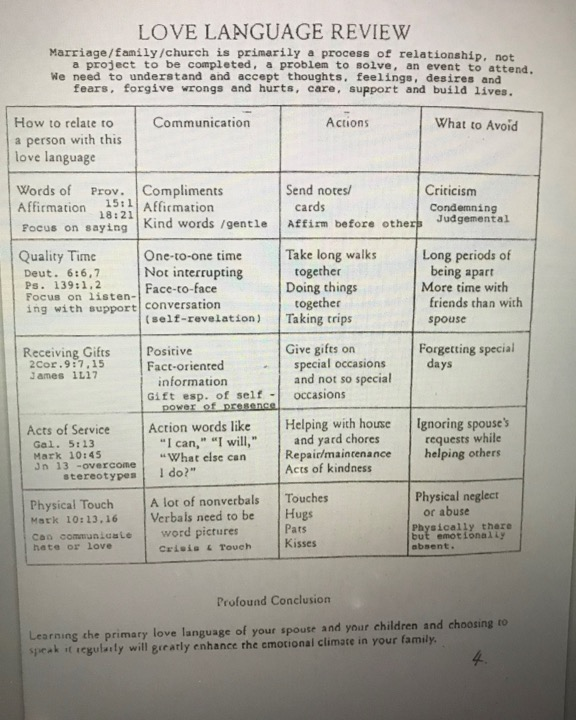 LOVE LANGUAGE REVIEW
Marriage/family/church is primarily a process of relationship, not
a project to be completed, a problem to solve, an event to attend.
We need to understand and accept thoughts, feelings, desires and
fears, forgive wrongs and hurts, care, support and build lives.
How to relate to
a person with this
love language
Communication
Actions
What to Avoid
Words of Prov.
Affirmation 15:1
18:21
Focus on saying
Compliments
Affirmation
Kind words /gentle
Send notes/
cards
Affirm before others
Criticism
Condemning
Judgemental
Quality Time
Deut. 6:6,7
Ps. 139:1,2
Focus on listen-
ing with support
One-to-one time
Not interrupting
Face-to-face
conversation
(self-revelation)
Take long walks
together
Doing things
together
Taking trips
Long periods of
being apart
More time with
friends than with
spouse
Receiving Gifts
2Cor.9:7,15
James 1L17
Positive
Fact-oriented
information
Gift esp. of self -
power of presence
Give gifts on
special occasions
and not so special
occasions
Forgetting special
days
Acts of Service
Gal. 5:13
Mark 10:45
Jn 13 -overcome
stereotypes
Action words like
"I can," "I will,"
"What else can
I do?"
Helping with house
and yard chores
Repair/maintenance
Acts of kindness
Ignoring spouse's
requests while
helping others
Physical Touch
Mark 10:13,16
Can communicate
hate or love
A lot of nonverbals
Verbals need to be
word pictures
Crisis & Touch
Touches
Hugs
Pats
Kisses
Physical neglect
or abuse
Physically there
but emotionally
absent.
Profound Conclusion
Learning the primary love language of your spouse and your children and choosing to
speak it regularly will greatly enhance the emotional climate in your family.
4.